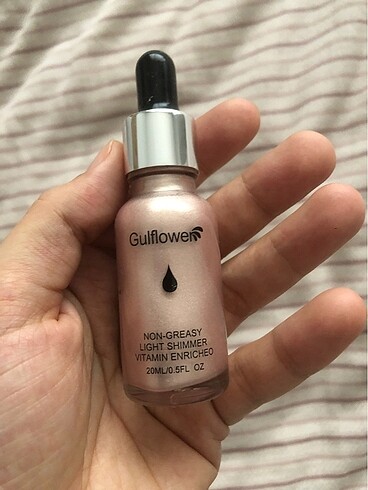 Gulflower
NON-GREASY
LIGHT SHIMMER
VITAMIN ENRICHED
20ML/0.5FL OZ